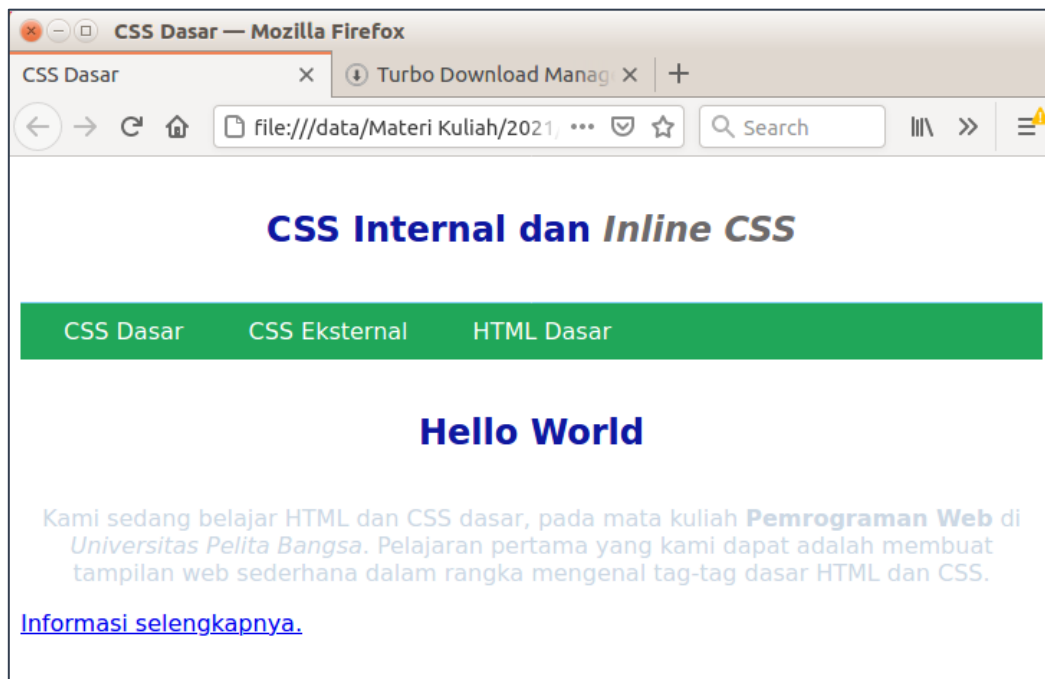 CSS Dasar — Mozilla Firefox
CSS Dasar
Turbo Download Manag
file:///data/Materi Kuliah/2021/
Search
CSS Internal dan Inline CSS
CSS Dasar CSS Eksternal HTML Dasar
Hello World
Kami sedang belajar HTML dan CSS dasar, pada mata kuliah Pemrograman Web di
Universitas Pelita Bangsa. Pelajaran pertama yang kami dapat adalah membuat
tampilan web sederhana dalam rangka mengenal tag-tag dasar HTML dan CSS.
Informasi selengkapnya.